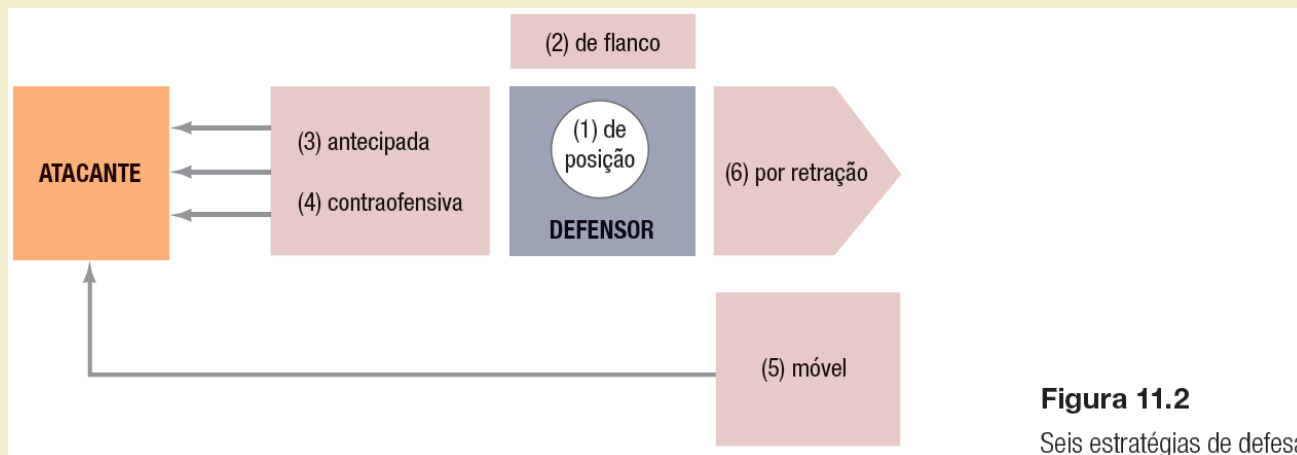 (2) de flanco
ATACANTE
(3) antecipada
(4) contraofensiva
(1) de
posição
DEFENSOR
(6) por retração
(5) móvel
Figura 11.2
Seis estratégias de defesa